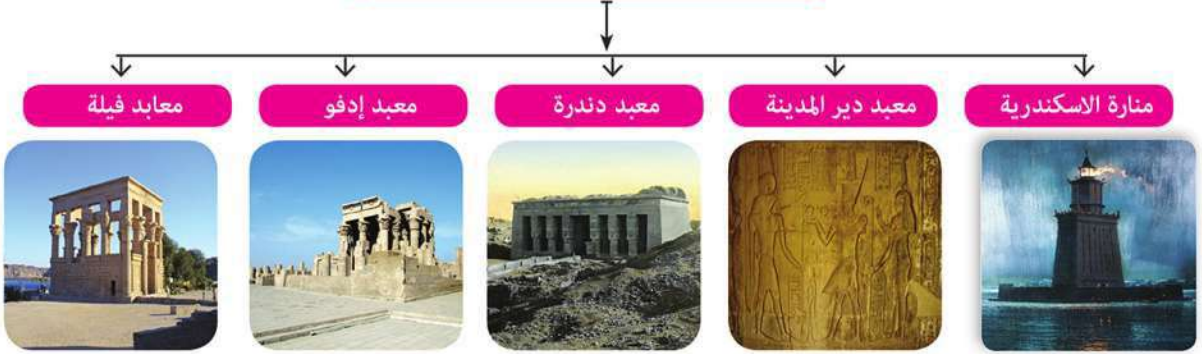 منارة الاسكندرية
معبد دير المدينة
معبد دندرة
معبد إدفو
معابد فيلة